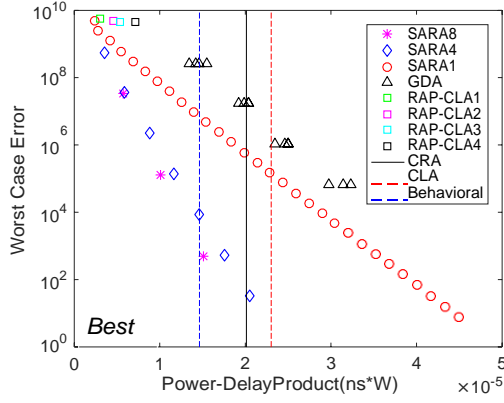 10^10
10^8
10^6
10^4
10^2
10^0
Worst Case Error
SARA8
SARA4
SARA1
GDA
RAP-CLA1
RAP-CLA2
RAP-CLA3
RAP-CLA4
CRA
CLA
Behavioral
Best
0 1 2 3 4 5
Power-DelayProduct(ns*W) ×10^-5